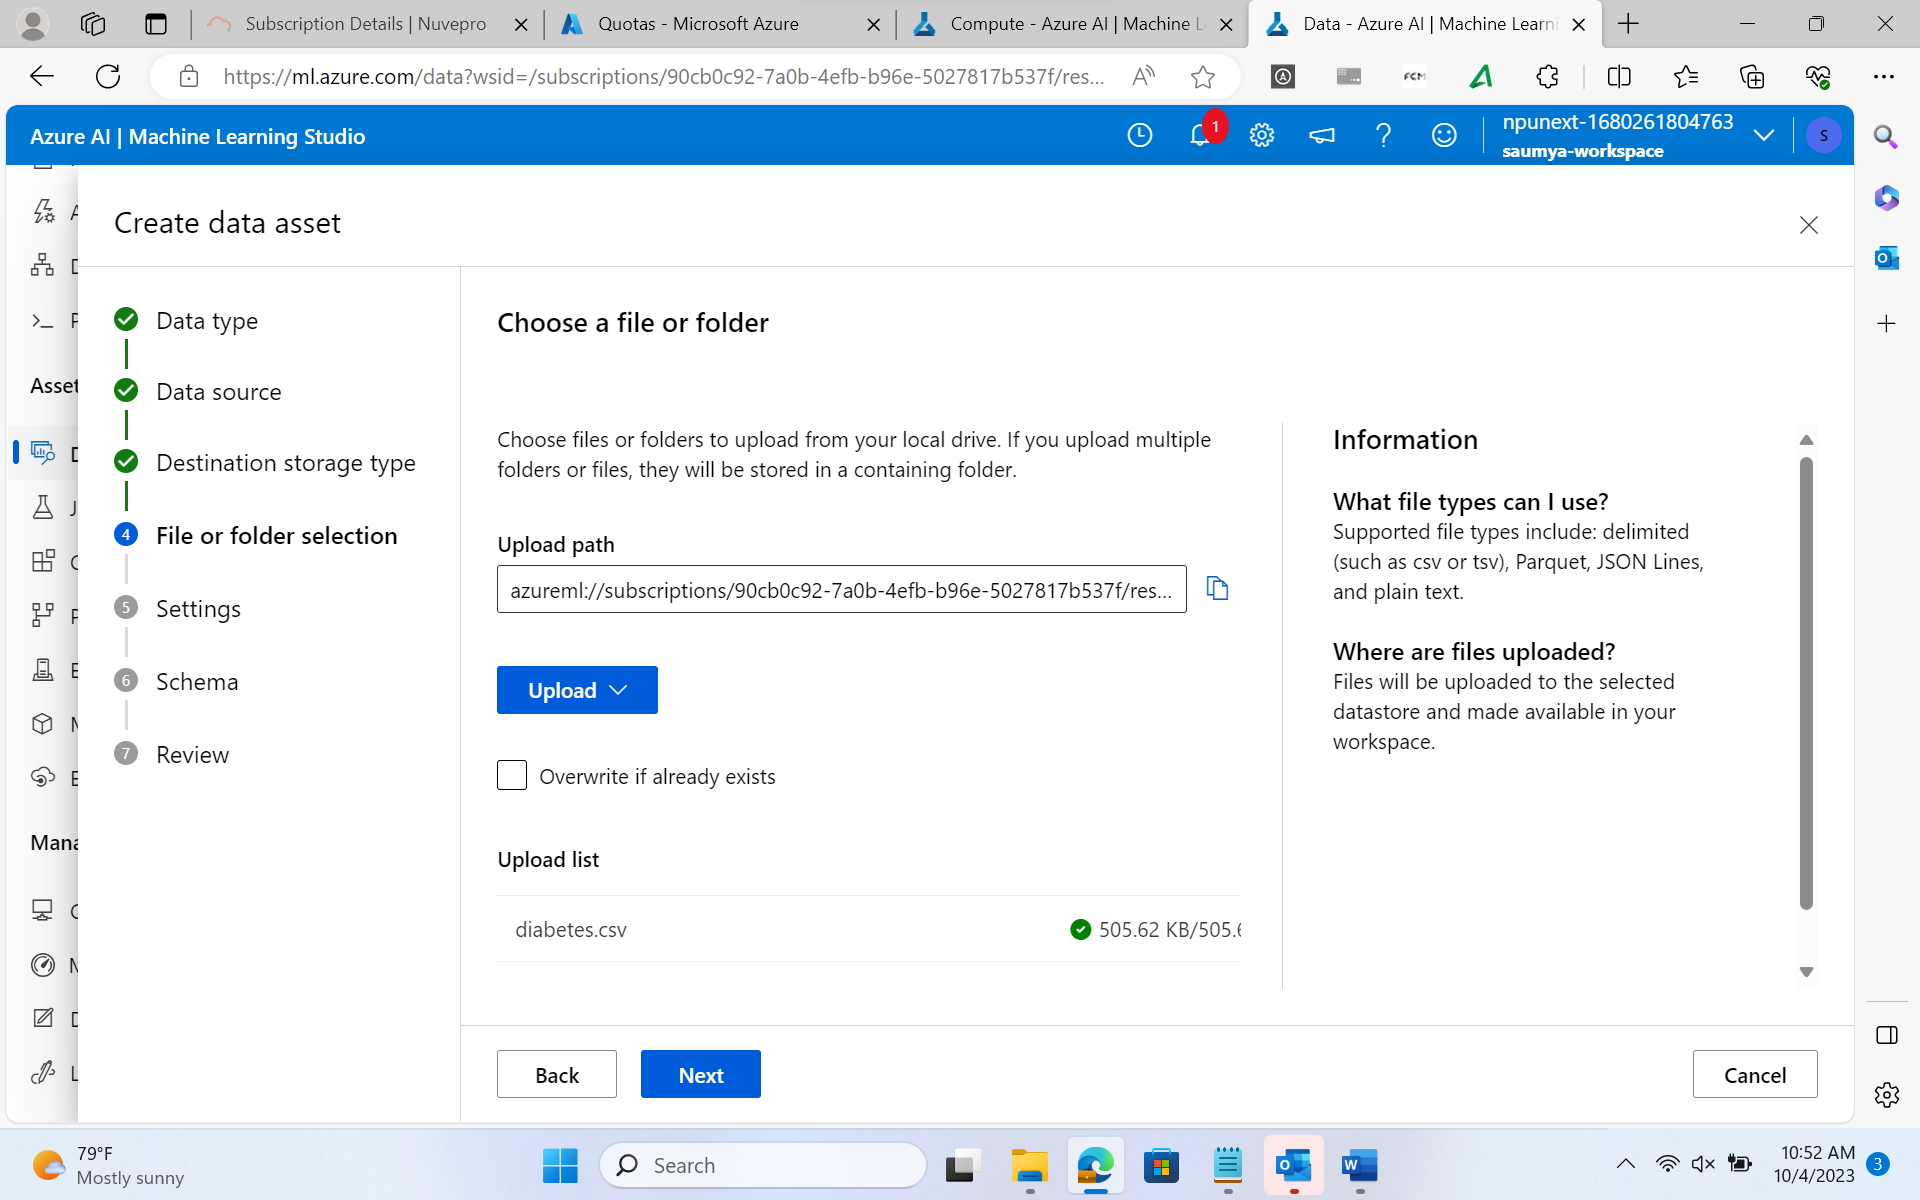 Subscription Details | Nuvepro
Quotas - Microsoft Azure
Compute - Azure AI | Machine L
Data - Azure AI | Machine Learni
https://ml.azure.com/data?wsid=/subscriptions/90cb0c92-7a0b-4efb-b96e-5027817b537f/res...
FCM
Azure AI | Machine Learning Studio
1
npunext-1680261804763
saumya-workspace
S
Create data asset
Asset
Mana
Data type
Data source
Destination storage type
4 File or folder selection
5 Settings
6 Schema
7 Review
Choose a file or folder
Choose files or folders to upload from your local drive. If you upload multiple
folders or files, they will be stored in a containing folder.
Upload path
azureml://subscriptions/90cb0c92-7a0b-4efb-b96e-5027817b537f/res...
Upload
Overwrite if already exists
Upload list
diabetes.csv 505.62 KB/505.6
Information
What file types can I use?
Supported file types include: delimited
(such as csv or tsv), Parquet, JSON Lines,
and plain text.
Where are files uploaded?
Files will be uploaded to the selected
datastore and made available in your
workspace.
Back
Next
Cancel
79°F
Mostly sunny
Search
10:52 AM
10/4/2023
3